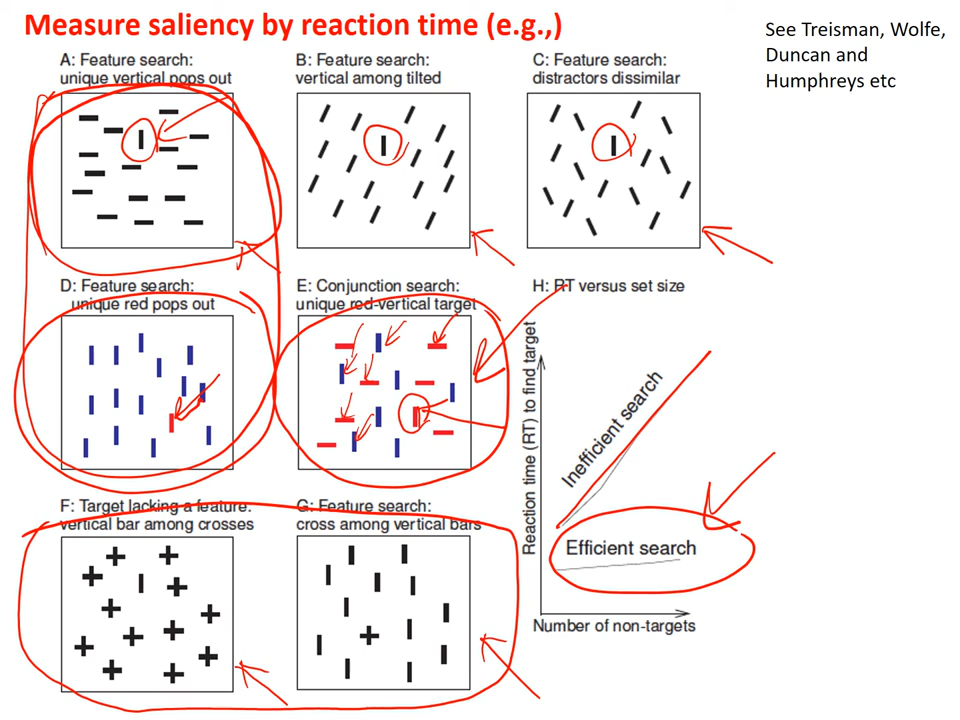 Measure saliency by reaction time (e.g.,)
See Treisman, Wolfe,
Duncan and
Humphreys etc
A: Feature search:
unique vertical pops out
B: Feature search:
vertical among tilted
C: Feature search:
distractors dissimilar
D: Feature search:
unique red pops out
E: Conjunction search:
unique red-vertical target
H: RT versus set size
Reaction time (RT) to find target
Inefficient search
Efficient search
Number of non-targets
F: Target lacking a feature:
vertical bar among crosses
G: Feature search:
cross among vertical bars